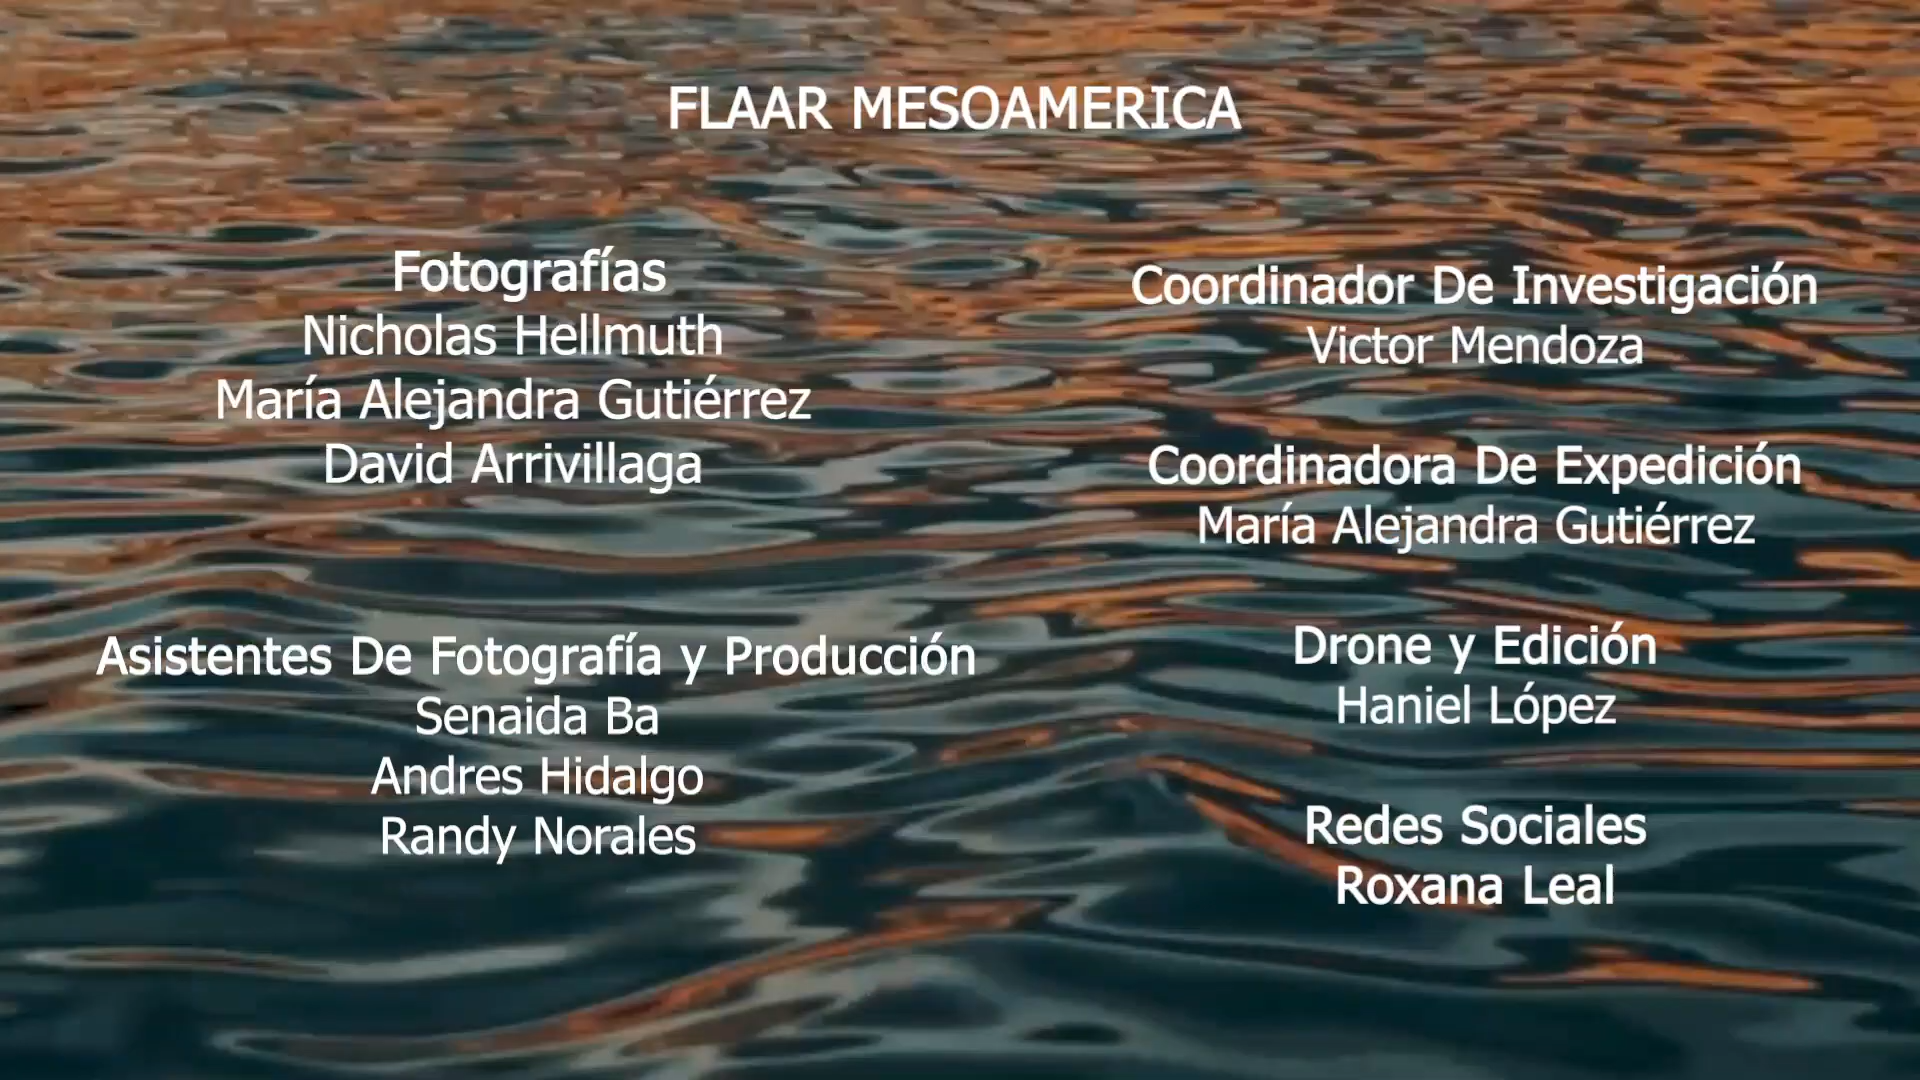 FLAAR MESOAMERICA
Fotografías
Nicholas Hellmuth
María Alejandra Gutiérrez
David Arrivillaga
Asistentes De Fotografía y Producción
Senaida Ba
Andres Hidalgo
Randy Norales
Coordinador De Investigación
Victor Mendoza
Coordinadora De Expedición
María Alejandra Gutiérrez
Drone y Edición
Haniel López
Redes Sociales
Roxana Leal